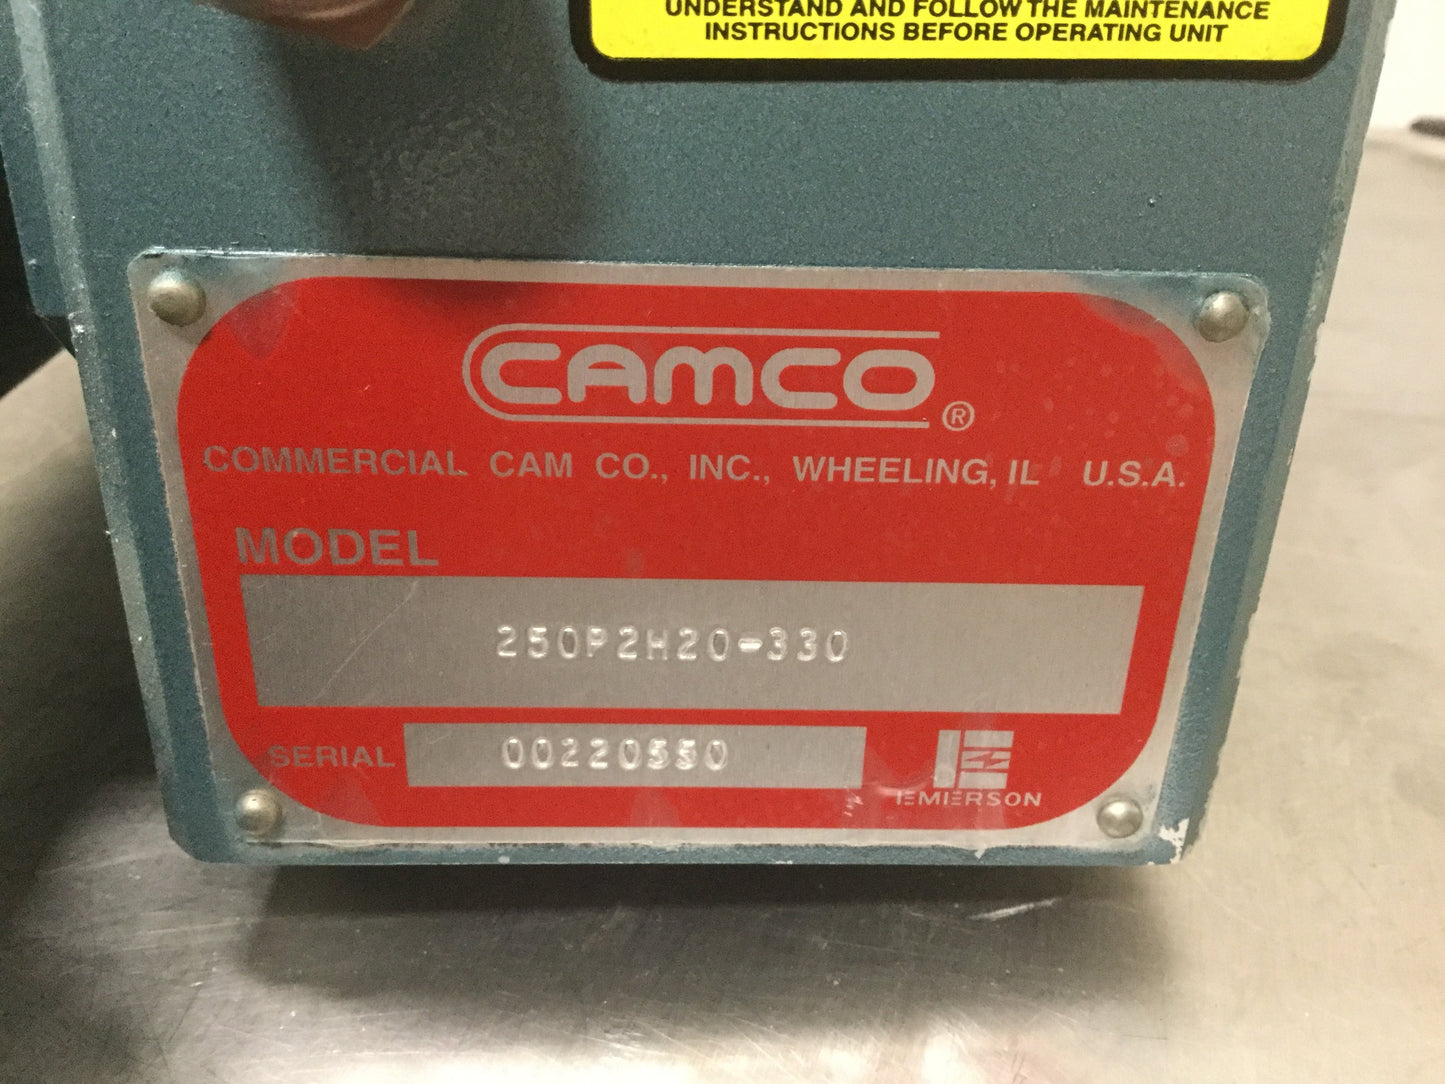 UNDERSTAND AND FOLLOW THE MAINTENANCE
INSTRUCTIONS BEFORE OPERATING UNIT
CAMCO®
COMMERCIAL CAM CO., INC., WHEELING, IL U.S.A.
MODEL
250P2H20-330
SERIAL 00220550
EMERSON